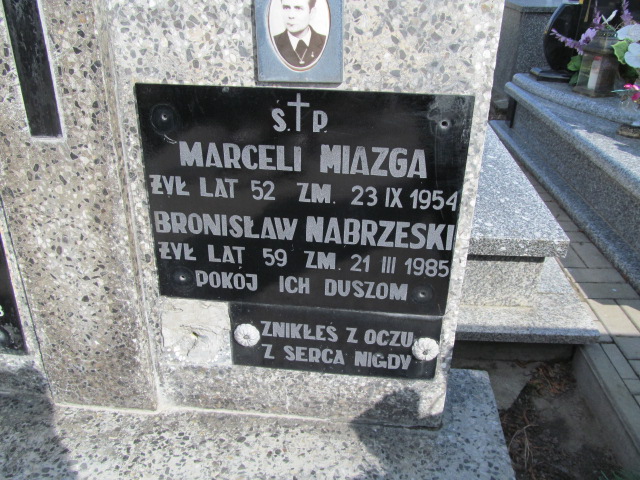 Ś.†P.
MARCELI MIAZGA
ŻYŁ LAT 52 ZM. 23 IX 1954
BRONISŁAW NABRZESKI
ŻYŁ LAT 59 ZM. 21 III 1985
POKÓJ ICH DUSZOM
ZNIKŁEŚ Z OCZU
Z SERCA NIGDY